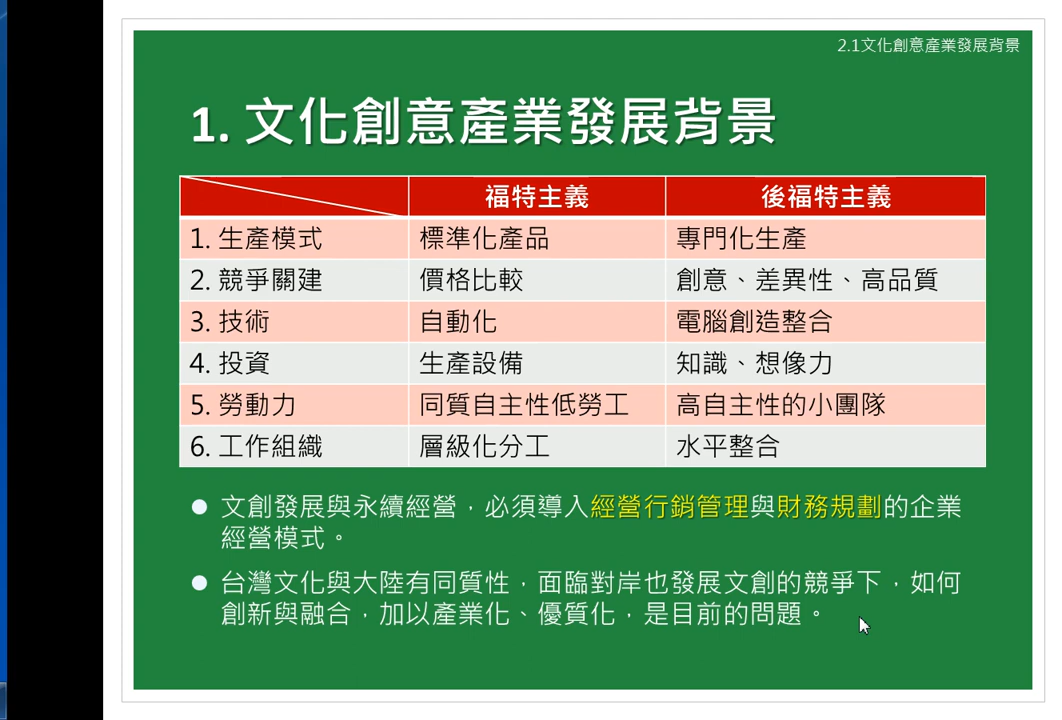 2.1文化創意產業發展背景
1. 文化創意產業發展背景
福特主義 後福特主義
1. 生產模式 標準化產品 專門化生產
2. 競爭關建 價格比較 創意、差異性、高品質
3. 技術 自動化 電腦創造整合
4. 投資 生產設備 知識、想像力
5. 勞動力 同質自主性低勞工 高自主性的小團隊
6. 工作組織 層級化分工 水平整合
● 文創發展與永續經營，必須導入經營行銷管理與財務規劃的企業
經營模式。
● 台灣文化與大陸有同質性，面臨對岸也發展文創的競爭下，如何
創新與融合，加以產業化、優質化，是目前的問題。